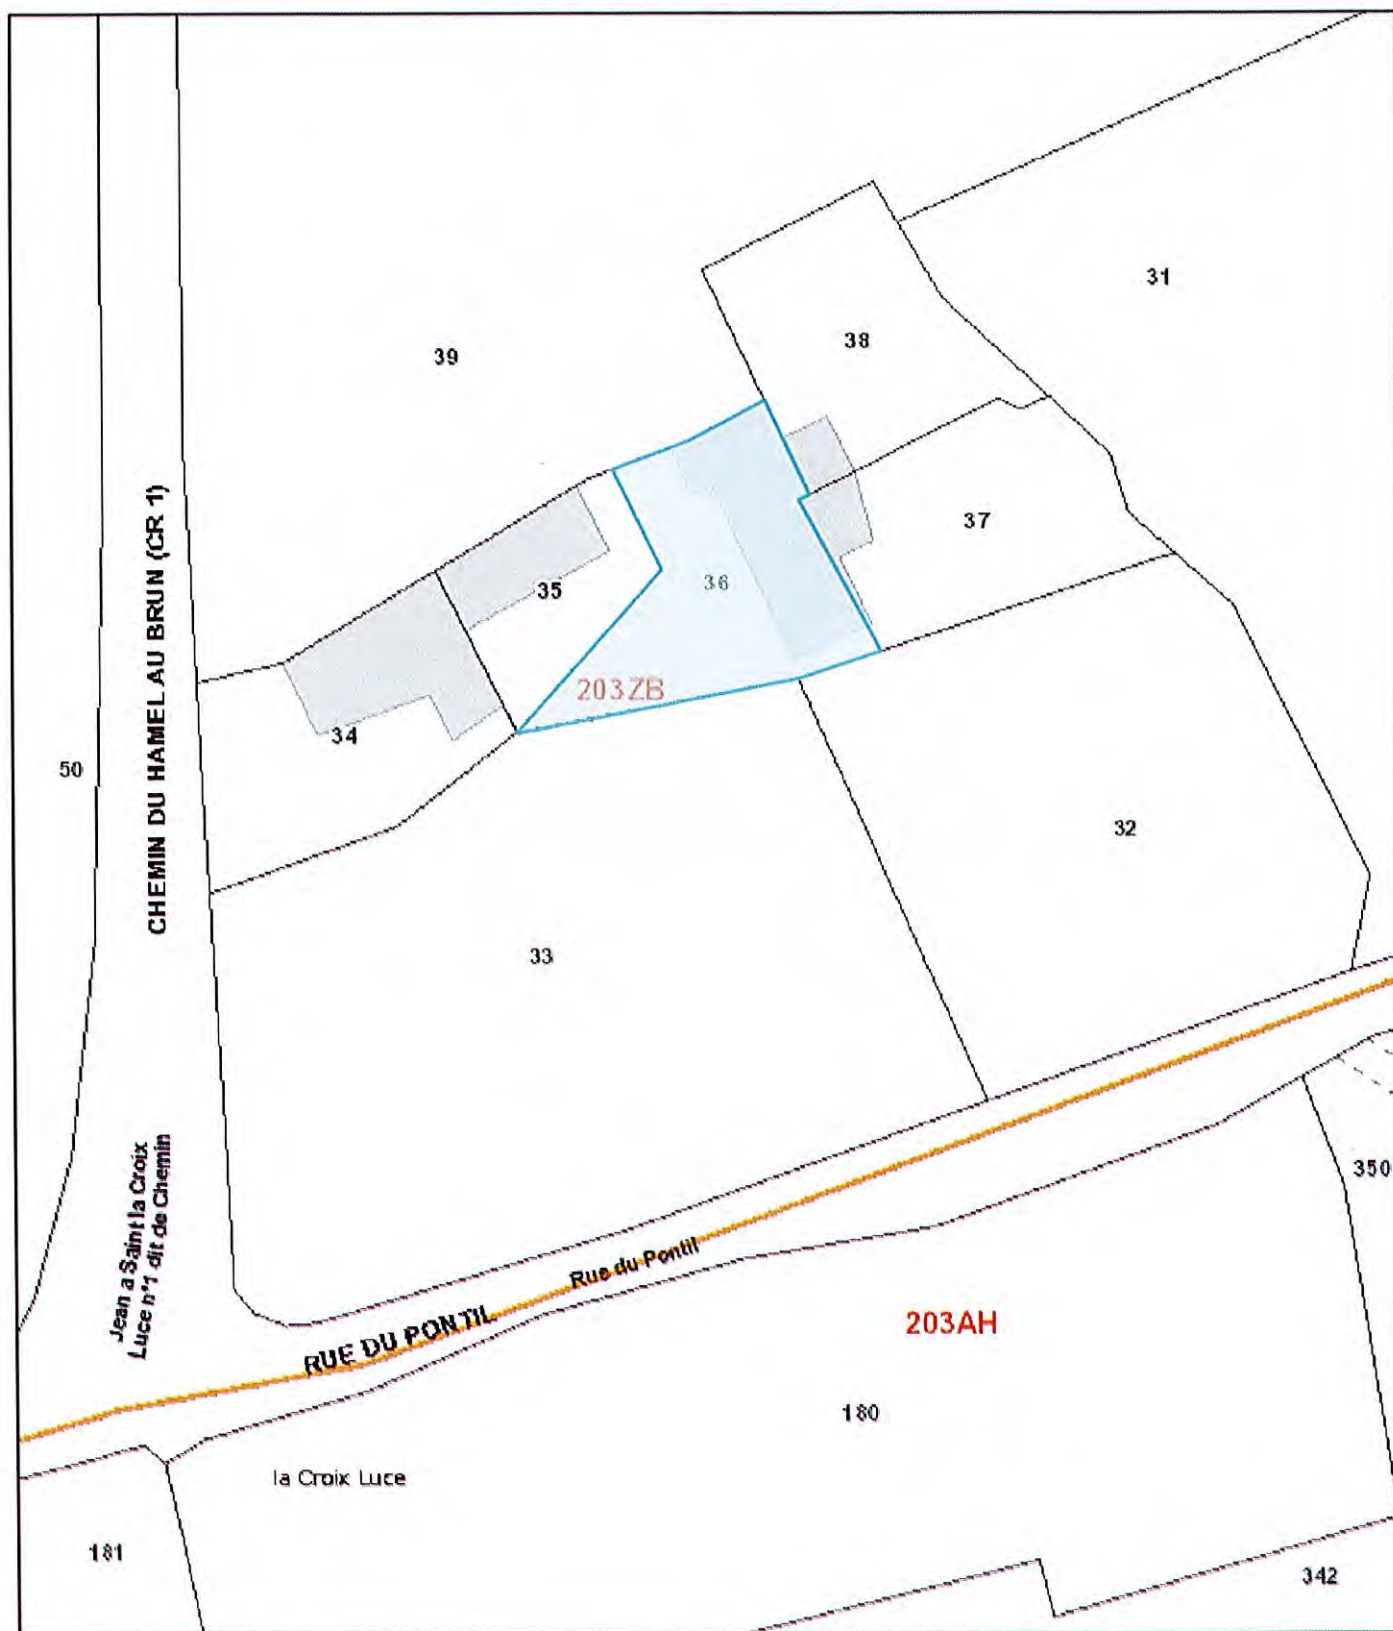 31
38
39
37
36
35
203ZB
34
50
CHEMIN DU HAMEL AU BRUN (CR 1)
32
33
Jean a Saint la Croix
Luce n°1 dit de Chemin
350
Rue du Pontil
RUE DU PONTIL
203AH
180
la Croix Luce
181
342